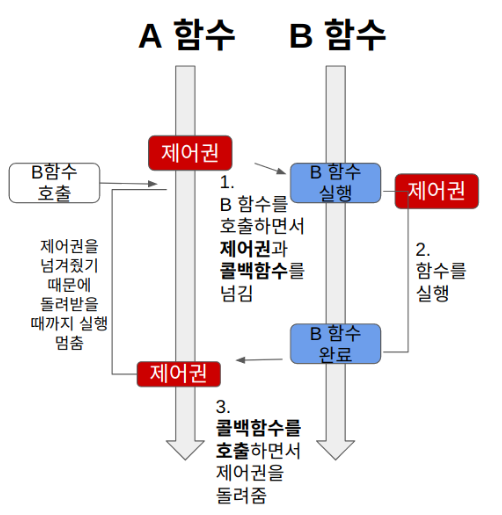 A 함수
B 함수
제어권
B함수
호출
B 함수
실행
제어권
1.
B 함수를
호출하면서
제어권과
콜백함수를
넘김
제어권을
넘겨줬기
때문에
돌려받을
때까지 실행
멈춤
2.
함수를
실행
B 함수
완료
제어권
3.
콜백함수를
호출하면서
제어권을
돌려줌